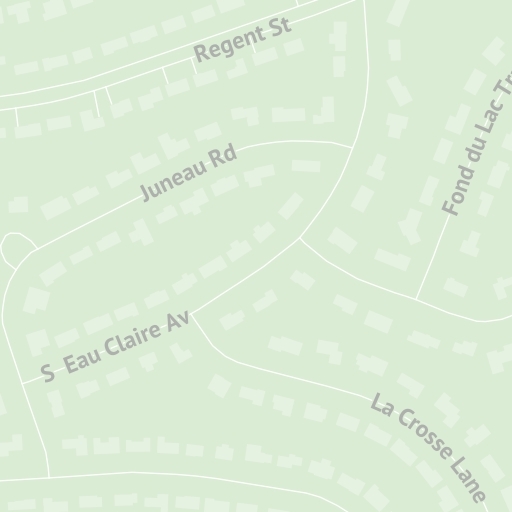 Regent St
Juneau Rd
Fond du Lac Tr
S Eau Claire Av
La Crosse Lane